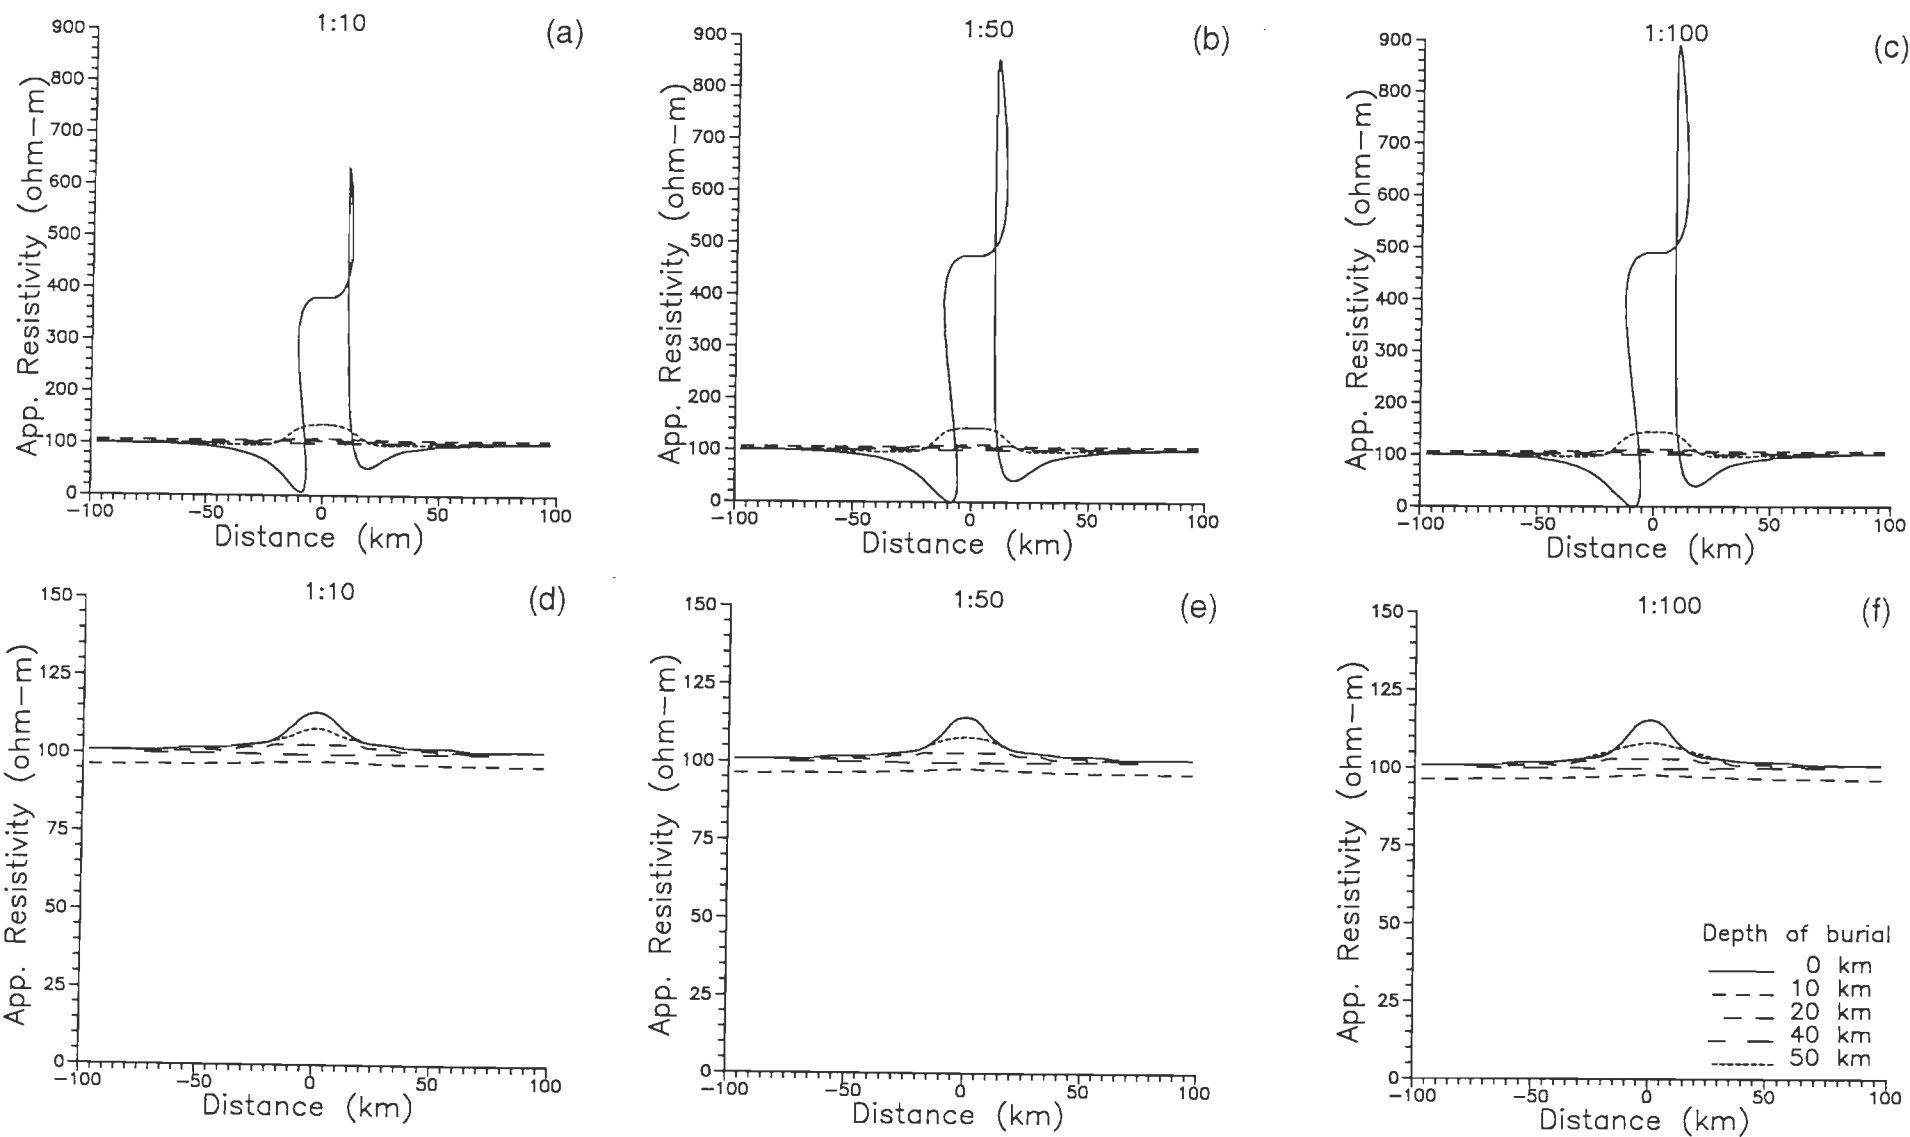 1:10
(a)
900
800
700
600
500
400
300
200
100
0
App. Resistivity (ohm-m)
-100 -50 0 50 100
Distance (km)
1:50
(b)
900
800
700
600
500
400
300
200
100
0
App. Resistivity (ohm-m)
-100 -50 0 50 100
Distance (km)
1:100
(c)
900
800
700
600
500
400
300
200
100
0
App. Resistivity (ohm-m)
-100 -50 0 50 100
Distance (km)
1:10
(d)
150
125
100
75
50
25
0
App. Resistivity (ohm-m)
-100 -50 0 50 100
Distance (km)
1:50
(e)
150
125
100
75
50
25
0
App. Resistivity (ohm-m)
-100 -50 0 50 100
Distance (km)
1:100
(f)
150
125
100
75
50
25
0
App. Resistivity (ohm-m)
-100 -50 0 50 100
Distance (km)
Depth of burial
0 km
10 km
20 km
40 km
50 km